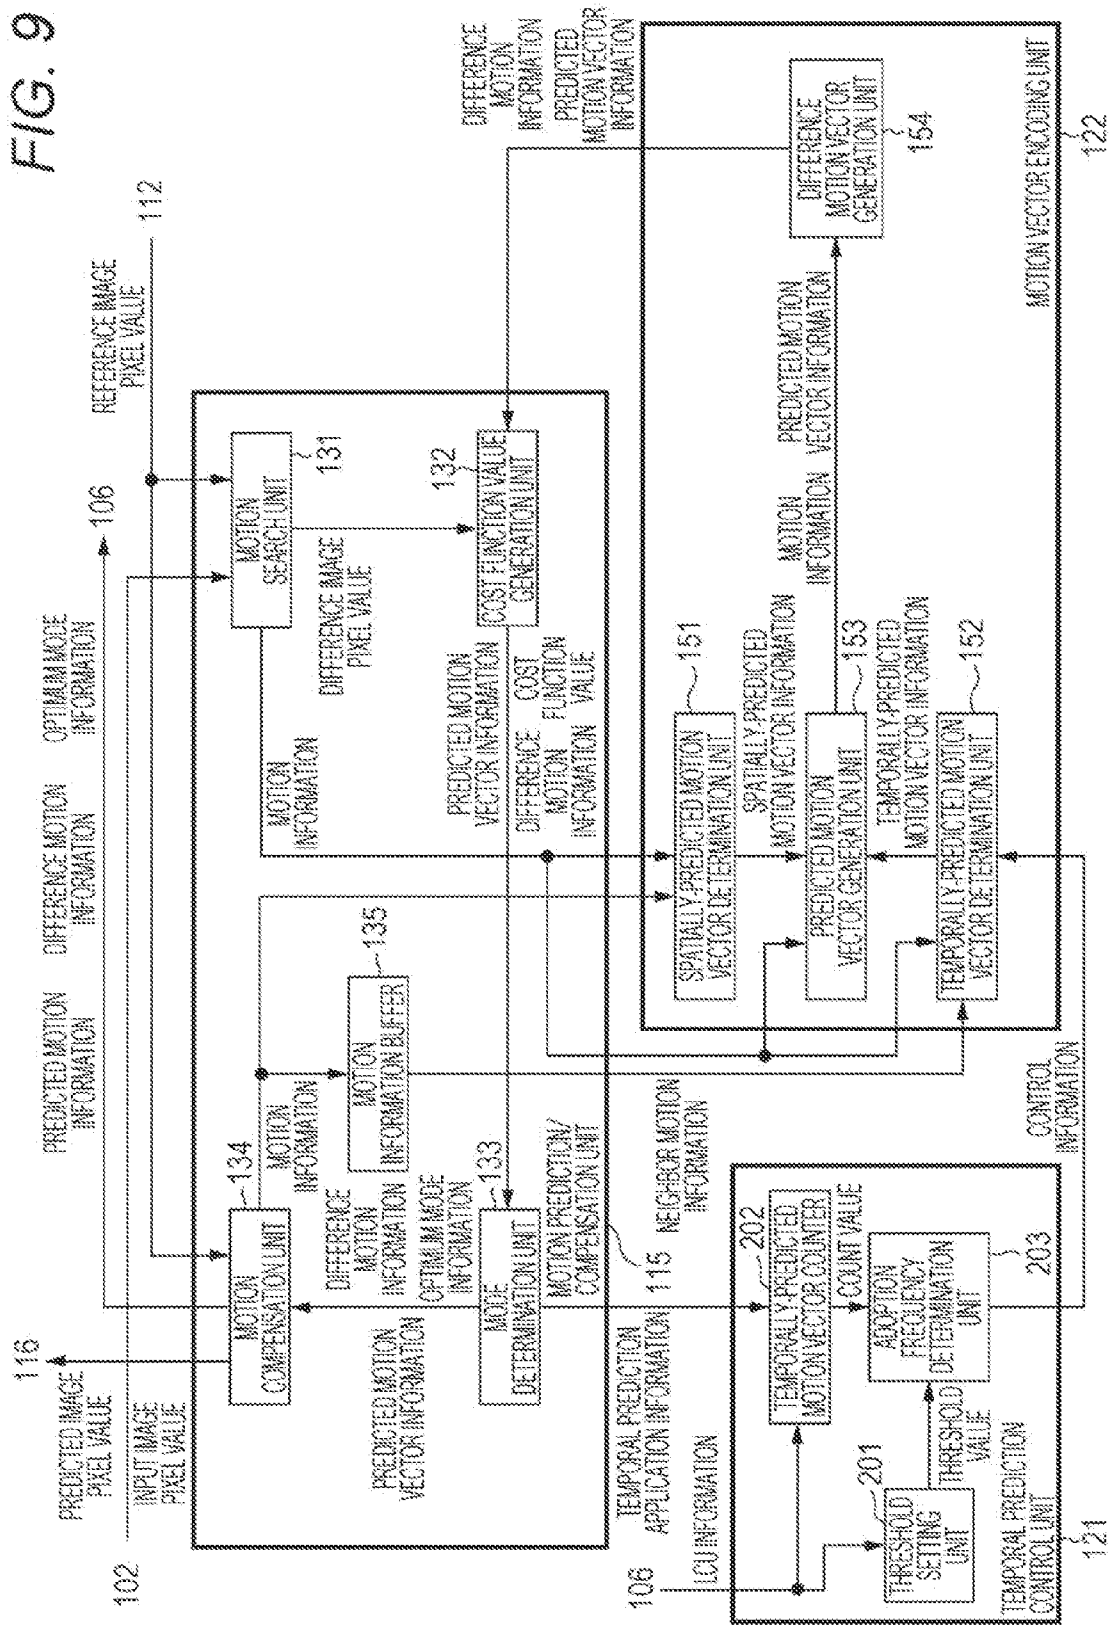 FIG. 9
112
REFERENCE IMAGE
PIXEL VALUE
106
OPTIMUM MODE
INFORMATION
DIFFERENCE MOTION
INFORMATION
PREDICTED MOTION
INFORMATION
116
PREDICTED IMAGE
PIXEL VALUE
INPUT IMAGE
PIXEL VALUE
102
MOTION
SEARCH UNIT
131
DIFFERENCE IMAGE
PIXEL VALUE
MOTION
INFORMATION
132
COST FUNCTION VALUE
GENERATION UNIT
PREDICTED MOTION
VECTOR INFORMATION
DIFFERENCE
MOTION
INFORMATION
COST
FUNCTION
VALUE
MOTION
COMPENSATION UNIT
134
MOTION
INFORMATION
135
MOTION
INFORMATION BUFFER
DIFFERENCE
MOTION
INFORMATION
OPTIMUM MODE
INFORMATION
PREDICTED MOTION
VECTOR INFORMATION
MODE
DETERMINATION UNIT
133
MOTION PREDICTION/
COMPENSATION UNIT
115
DIFFERENCE
MOTION
INFORMATION
PREDICTED
MOTION VECTOR
INFORMATION
DIFFERENCE
MOTION VECTOR
GENERATION UNIT
154
PREDICTED MOTION
VECTOR INFORMATION
MOTION
INFORMATION
151
SPATIALLY-PREDICTED MOTION
VECTOR DETERMINATION UNIT
SPATIALLY-PREDICTED
MOTION VECTOR INFORMATION
PREDICTED MOTION
VECTOR GENERATION UNIT
153
TEMPORALLY-PREDICTED
MOTION VECTOR INFORMATION
TEMPORALLY-PREDICTED MOTION
VECTOR DETERMINATION UNIT
152
MOTION VECTOR ENCODING UNIT
122
NEIGHBOR MOTION
INFORMATION
CONTROL
INFORMATION
TEMPORAL PREDICTION
APPLICATION INFORMATION
106
LCU INFORMATION
202
TEMPORALLY-PREDICTED
MOTION VECTOR COUNTER
COUNT VALUE
ADOPTION
FREQUENCY
DETERMINATION
UNIT
203
201
THRESHOLD
SETTING
UNIT
THRESHOLD
VALUE
TEMPORAL PREDICTION
CONTROL UNIT
121